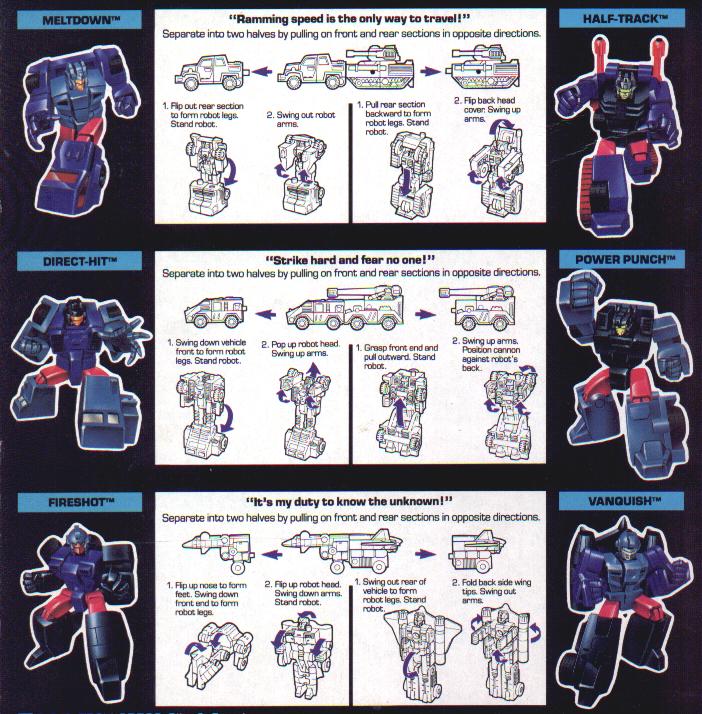 MELTDOWN™
"Ramming speed is the only way to travel!"
HALF-TRACK™
Separate into two halves by pulling on front and rear sections in opposite directions.
1. Flip out rear section
to form robot legs.
Stand robot.
2. Swing out robot
arms.
1. Pull rear section
backward to form
robot legs. Stand
robot.
2. Flip back head
cover. Swing up
arms.
DIRECT-HIT™
"Strike hard and fear no one!"
POWER PUNCH™
Separate into two halves by pulling on front and rear sections in opposite directions.
1. Swing down vehicle
front to form robot
legs. Stand robot.
2. Pop up robot head.
Swing up arms.
1. Grasp front end and
pull outward. Stand
robot.
2. Swing up arms.
Position cannon
against robot's
back.
FIRESHOT™
"It's my duty to know the unknown!"
VANQUISH™
Separate into two halves by pulling on front and rear sections in opposite directions.
1. Flip up nose to form
feet. Swing down
front end to form
robot legs.
2. Flip up robot head.
Swing down arms.
Stand robot.
1. Swing out rear of
vehicle to form
robot legs. Stand
robot.
2. Fold back side wing
tips. Swing out
arms.